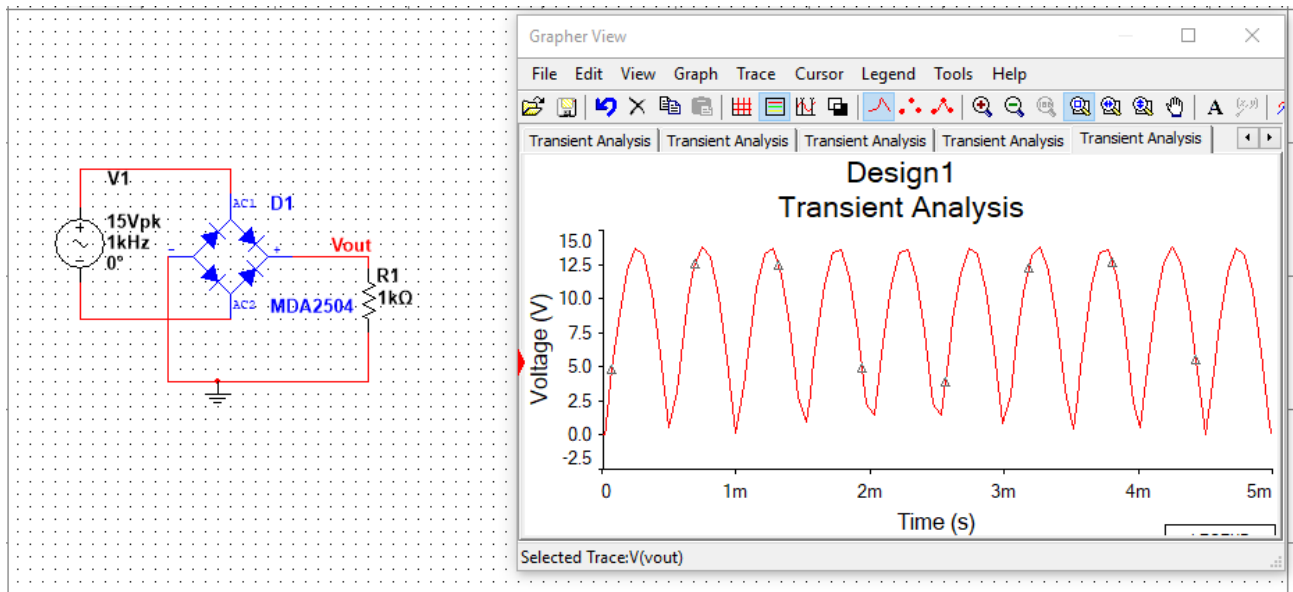 V1
15Vpk
1kHz
0°
AC1
D1
-
+
AC2
MDA2504
Vout
R1
1kΩ
Grapher View
File Edit View Graph Trace Cursor Legend Tools Help
A
Transient Analysis Transient Analysis Transient Analysis Transient Analysis Transient Analysis
Design1
Transient Analysis
Voltage (V)
15.0
12.5
10.0
7.5
5.0
2.5
0.0
-2.5
0 1m 2m 3m 4m 5m
Time (s)
Selected Trace:V(vout)